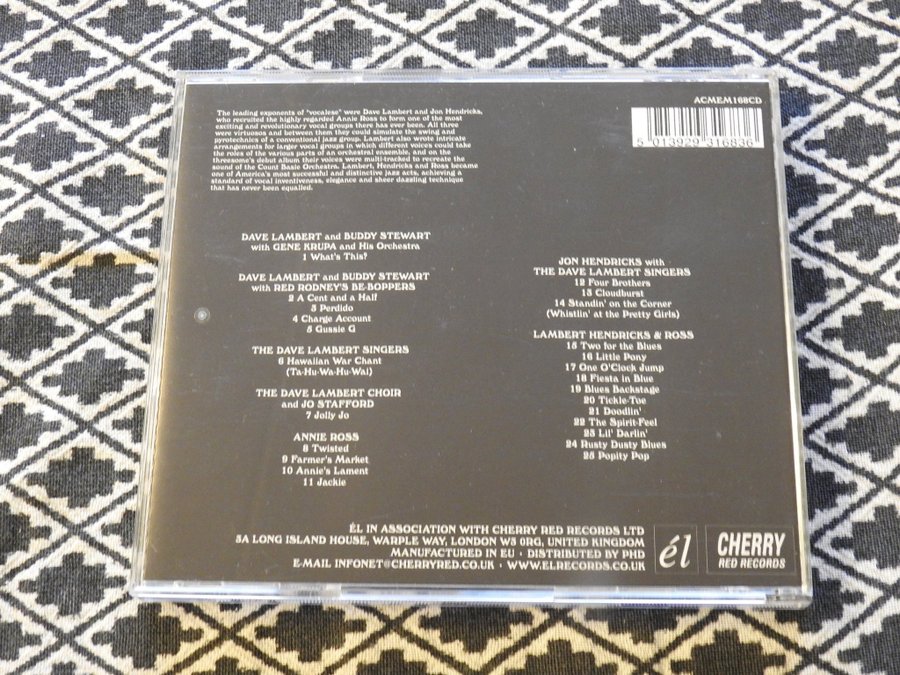 ACMEM168CD
The leading exponents of "vocalese" were Dave Lambert and Jon Hendricks,
who recruited the highly regarded Annie Ross to form one of the most
exciting and revolutionary vocal groups there has ever been. All three
were virtuosos and between them they could simulate the swing and
pyrotechnics of a conventional jazz group. Lambert also wrote intricate
arrangements for larger vocal groups in which different voices could take
the roles of the various parts of an orchestral ensemble, and on the
threesome's debut album their voices were multi-tracked to recreate the
sound of the Count Basie Orchestra. Lambert, Hendricks and Ross became
one of America's most successful and distinctive jazz acts, achieving a
standard of vocal inventiveness, elegance and sheer dazzling technique
that has never been equalled.
5 013929 316836
DAVE LAMBERT and BUDDY STEWART
with GENE KRUPA and His Orchestra
1 What's This?
DAVE LAMBERT and BUDDY STEWART
with RED RODNEY'S BE-BOPPERS
2 A Cent and a Half
3 Perdido
4 Charge Account
5 Gussie G
THE DAVE LAMBERT SINGERS
6 Hawaiian War Chant
(Ta-Hu-Wa-Hu-Wai)
THE DAVE LAMBERT CHOIR
and JO STAFFORD
7 Jolly Jo
ANNIE ROSS
8 Twisted
9 Farmer's Market
10 Annie's Lament
11 Jackie
JON HENDRICKS with
THE DAVE LAMBERT SINGERS
12 Four Brothers
13 Cloudburst
14 Standin' on the Corner
(Whistlin' at the Pretty Girls)
LAMBERT HENDRICKS & ROSS
15 Two for the Blues
16 Little Pony
17 One O'Clock Jump
18 Fiesta in Blue
19 Blues Backstage
20 Tickle-Toe
21 Doodlin'
22 The Spirit-Feel
23 Lil' Darlin'
24 Rusty Dusty Blues
25 Popity Pop
ÉL IN ASSOCIATION WITH CHERRY RED RECORDS LTD
3A LONG ISLAND HOUSE, WARPLE WAY, LONDON W3 0RG, UNITED KINGDOM
MANUFACTURED IN EU · DISTRIBUTED BY PHD
E-MAIL INFONET@CHERRYRED.CO.UK · WWW.ELRECORDS.CO.UK
él
CHERRY
RED RECORDS